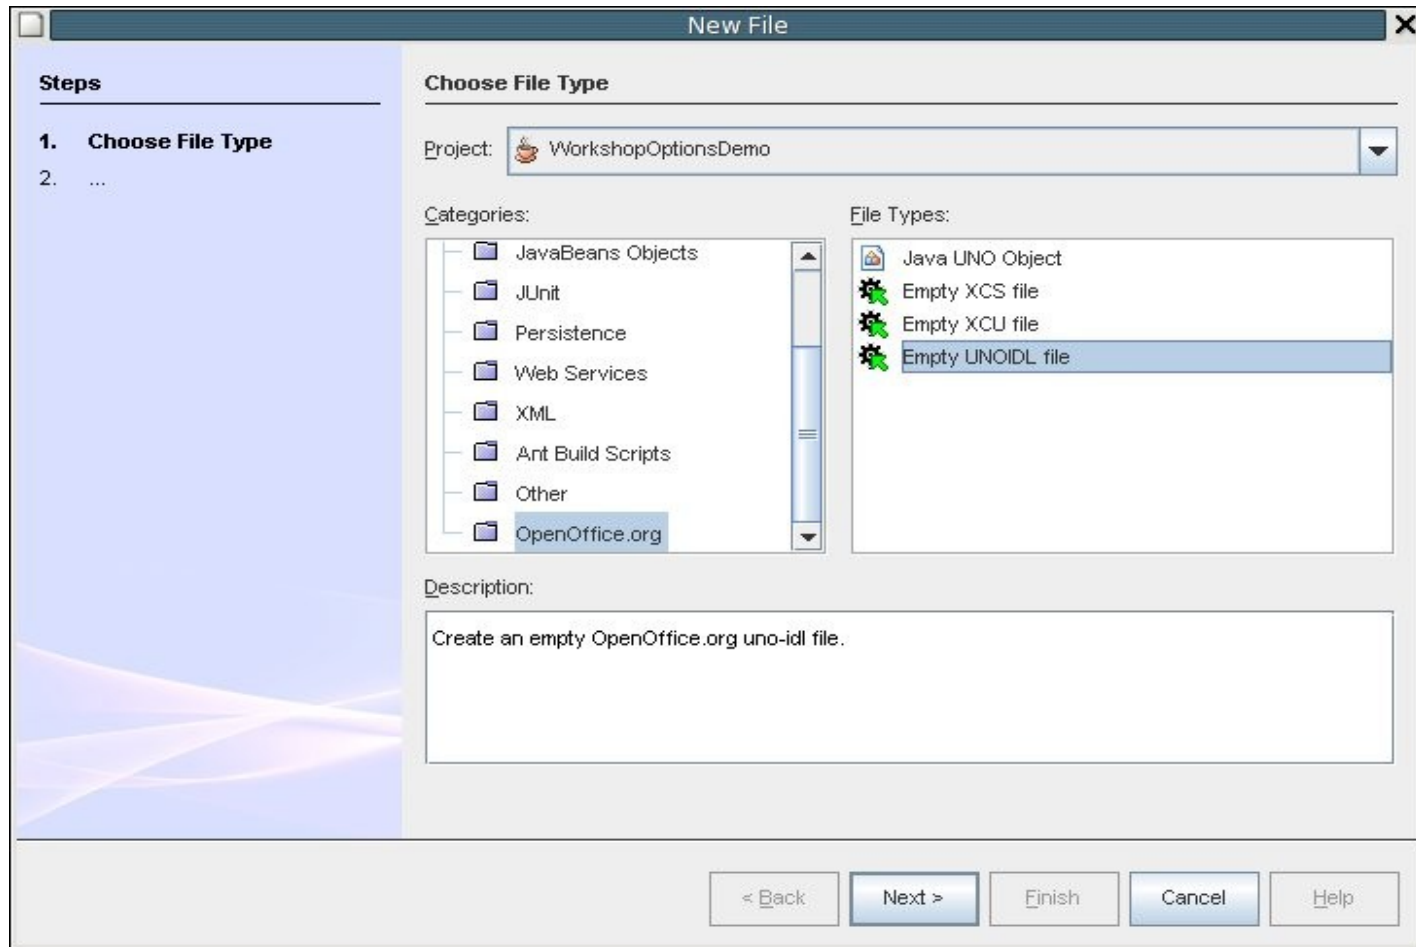 New File
Steps
1. Choose File Type
2. ...
Choose File Type
Project: WorkshopOptionsDemo
Categories:
JavaBeans Objects
JUnit
Persistence
Web Services
XML
Ant Build Scripts
Other
OpenOffice.org
File Types:
Java UNO Object
Empty XCS file
Empty XCU file
Empty UNOIDL file
Description:
Create an empty OpenOffice.org uno-idl file.
< Back Next > Finish Cancel Help